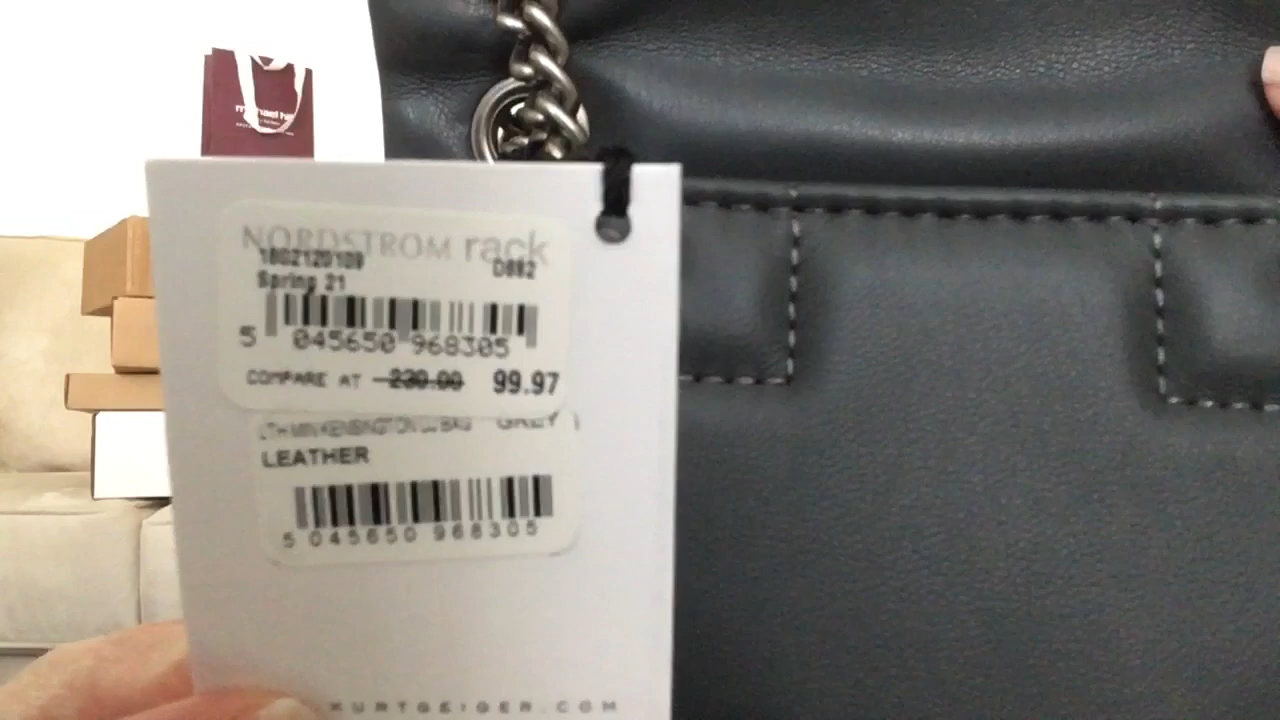 NORDSTROM rack
D882
Spring 21
5 045650 968305
COMPARE AT 230.00 99.97
GREY
LEATHER
5 045650 968305
KURTGEIGER.COM